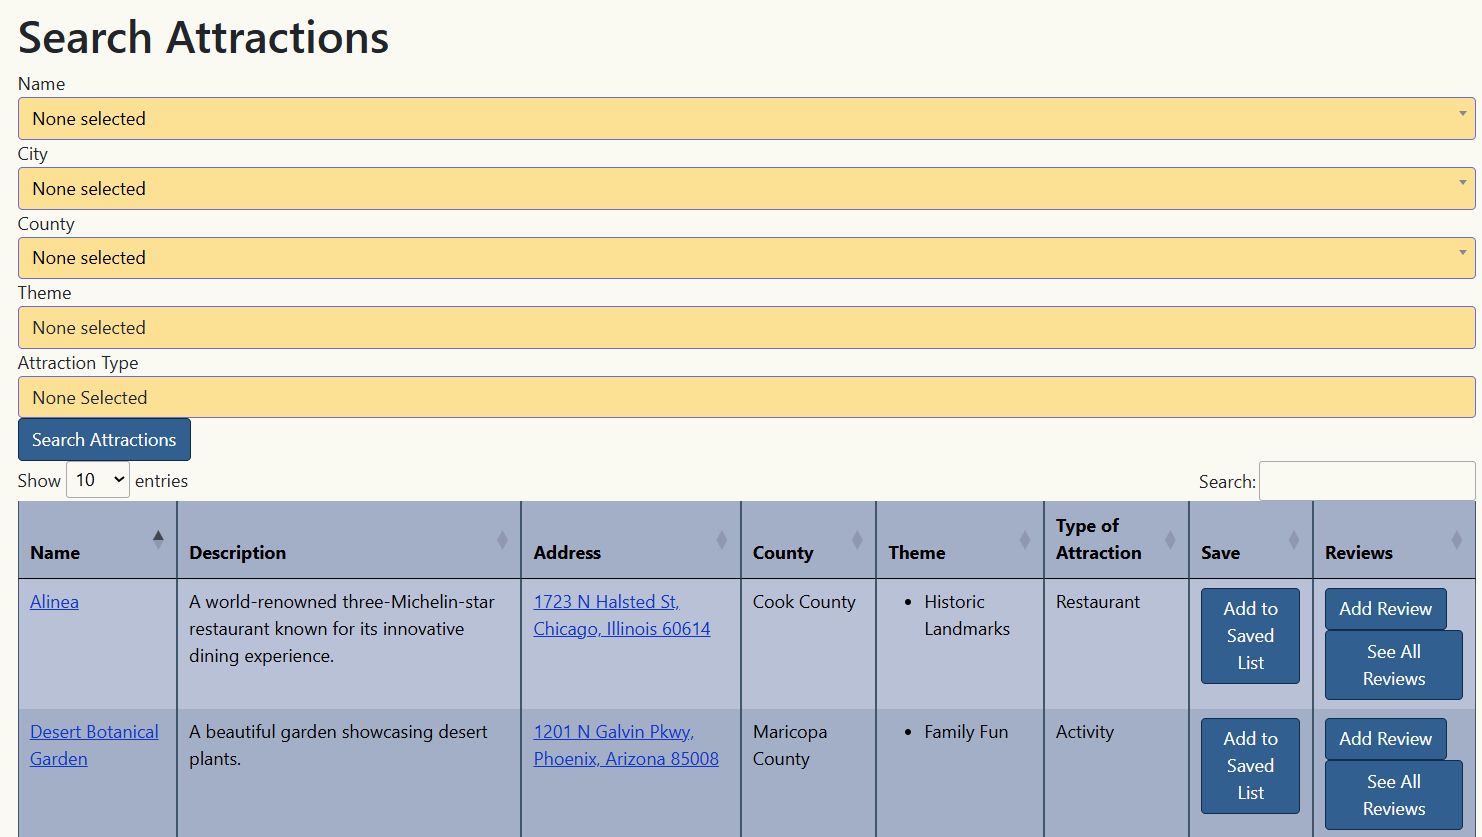 Search Attractions
Name
None selected
City
None selected
County
None selected
Theme
None selected
Attraction Type
None Selected
Search Attractions
Show 10 entries
Search:
Name
Description
Address
County
Theme
Type of
Attraction
Save
Reviews
Alinea
A world-renowned three-Michelin-star
restaurant known for its innovative
dining experience.
1723 N Halsted St,
Chicago, Illinois 60614
Cook County
• Historic
Landmarks
Restaurant
Add to
Saved
List
Add Review
See All
Reviews
Desert Botanical
Garden
A beautiful garden showcasing desert
plants.
1201 N Galvin Pkwy,
Phoenix, Arizona 85008
Maricopa
County
• Family Fun
Activity
Add to
Saved
List
Add Review
See All
Reviews